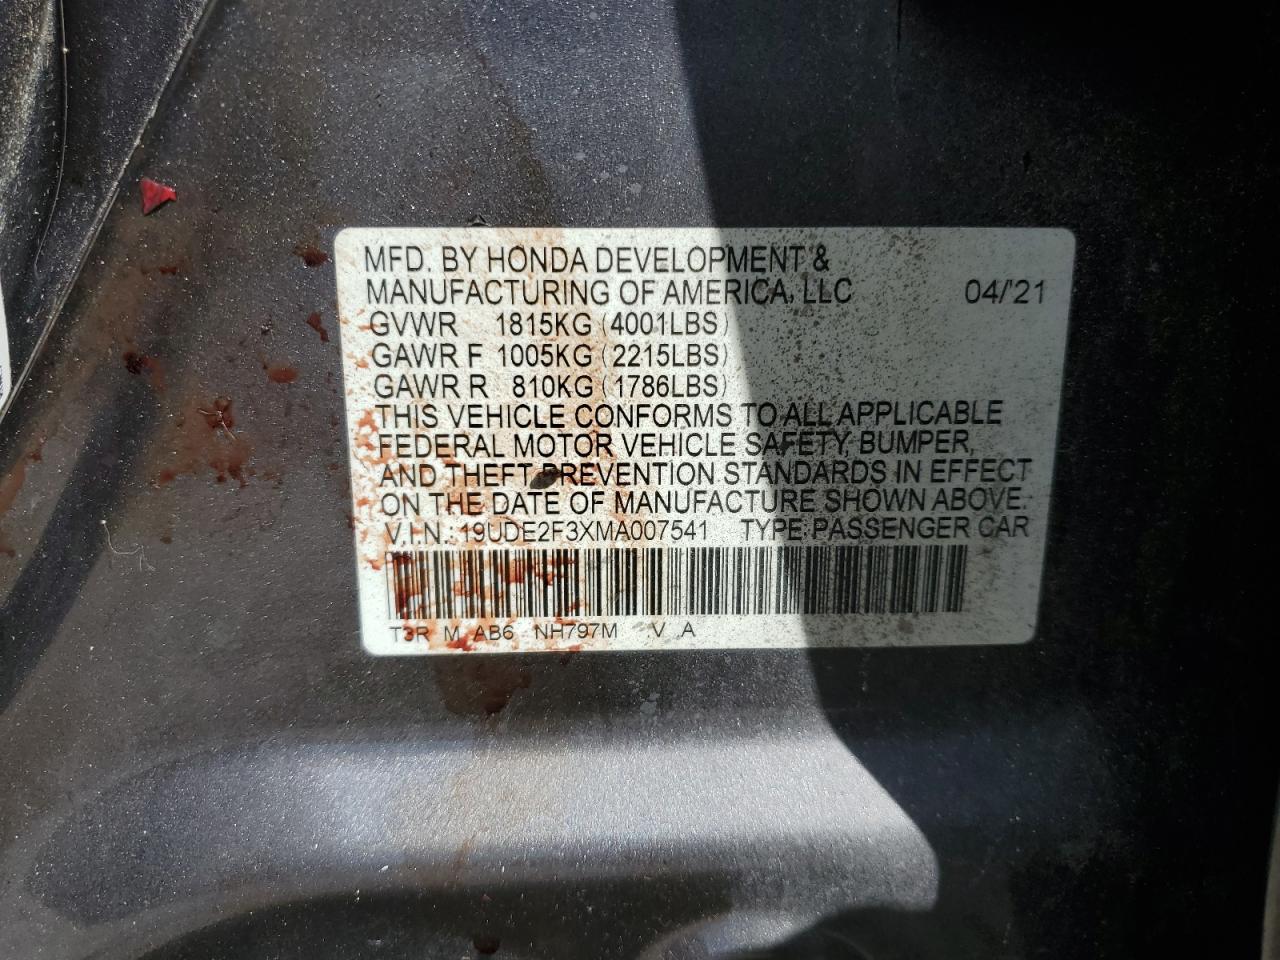 MFD. BY HONDA DEVELOPMENT &
MANUFACTURING OF AMERICA, LLC 04/'21
GVWR 1815KG (4001LBS)
GAWR F 1005KG (2215LBS)
GAWR R 810KG (1786LBS)
THIS VEHICLE CONFORMS TO ALL APPLICABLE
FEDERAL MOTOR VEHICLE SAFETY, BUMPER,
AND THEFT PREVENTION STANDARDS IN EFFECT
ON THE DATE OF MANUFACTURE SHOWN ABOVE.
V.I.N.: 19UDE2F3XMA007541 TYPE:PASSENGER CAR
T3R M AB6 NH797M V A